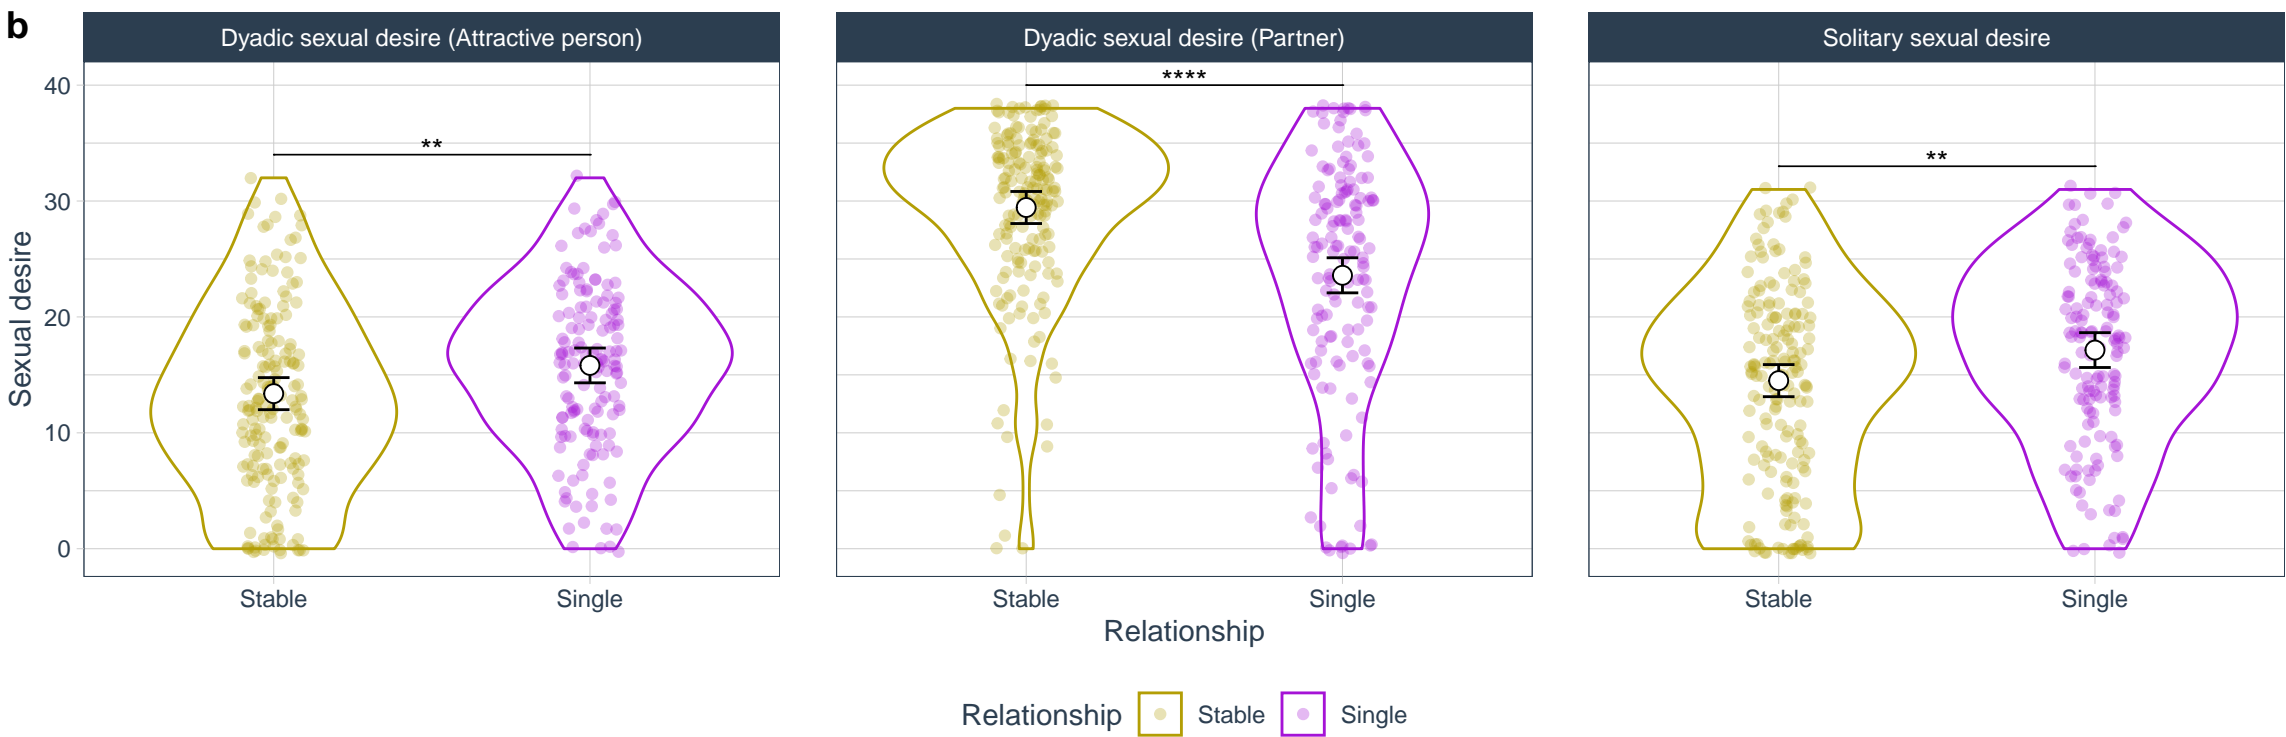 b
Dyadic sexual desire (Attractive person)
Dyadic sexual desire (Partner)
Solitary sexual desire
Sexual desire
40
30
20
10
0
**
****
**
Stable
Single
Stable
Single
Stable
Single
Relationship
Relationship Stable Single